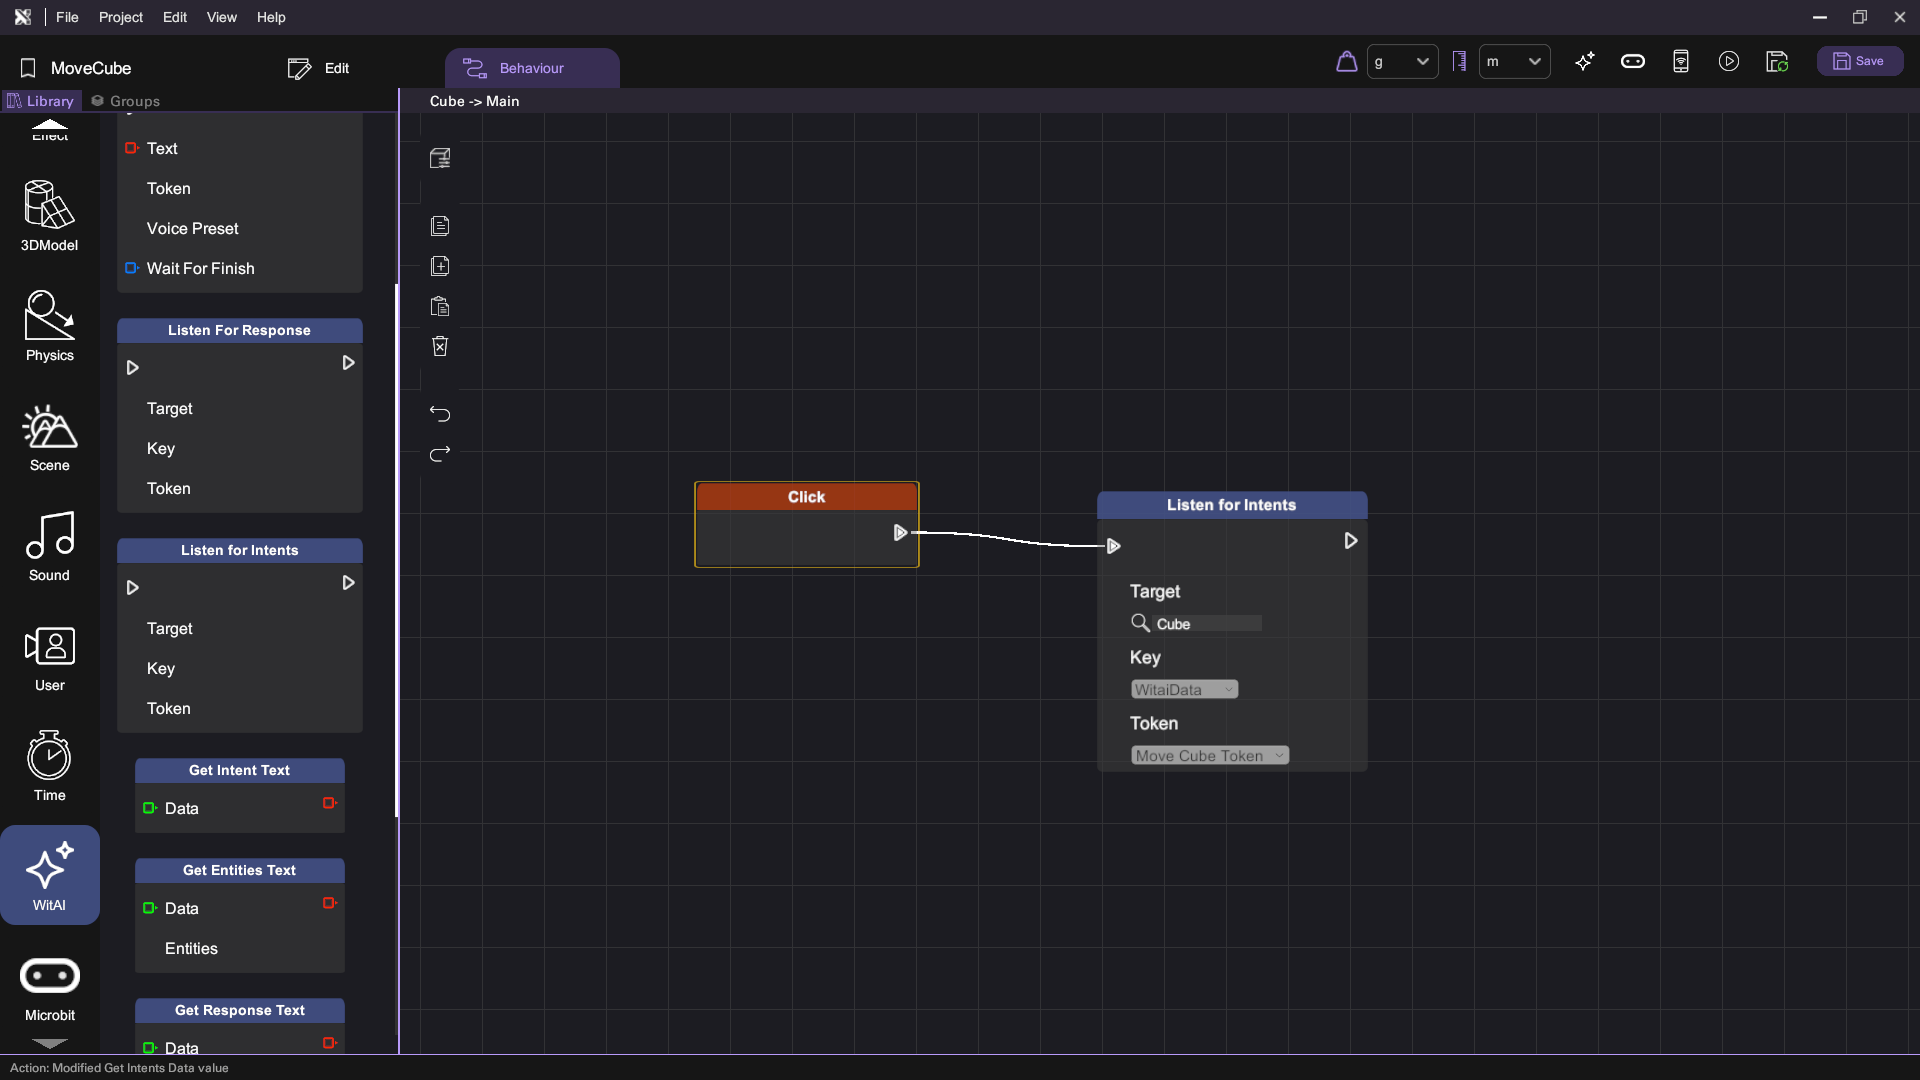 File Project Edit View Help
MoveCube
Edit
Behaviour
g
m
Save
Library
Groups
Cube -> Main
Effect
3DModel
Physics
Scene
Sound
User
Time
WitAI
Microbit
Text
Token
Voice Preset
Wait For Finish
Listen For Response
Target
Key
Token
Listen for Intents
Target
Key
Token
Get Intent Text
Data
Get Entities Text
Data
Entities
Get Response Text
Data
Click
Listen for Intents
Target
Cube
Key
WitaiData
Token
Move Cube Token
Action: Modified Get Intents Data value